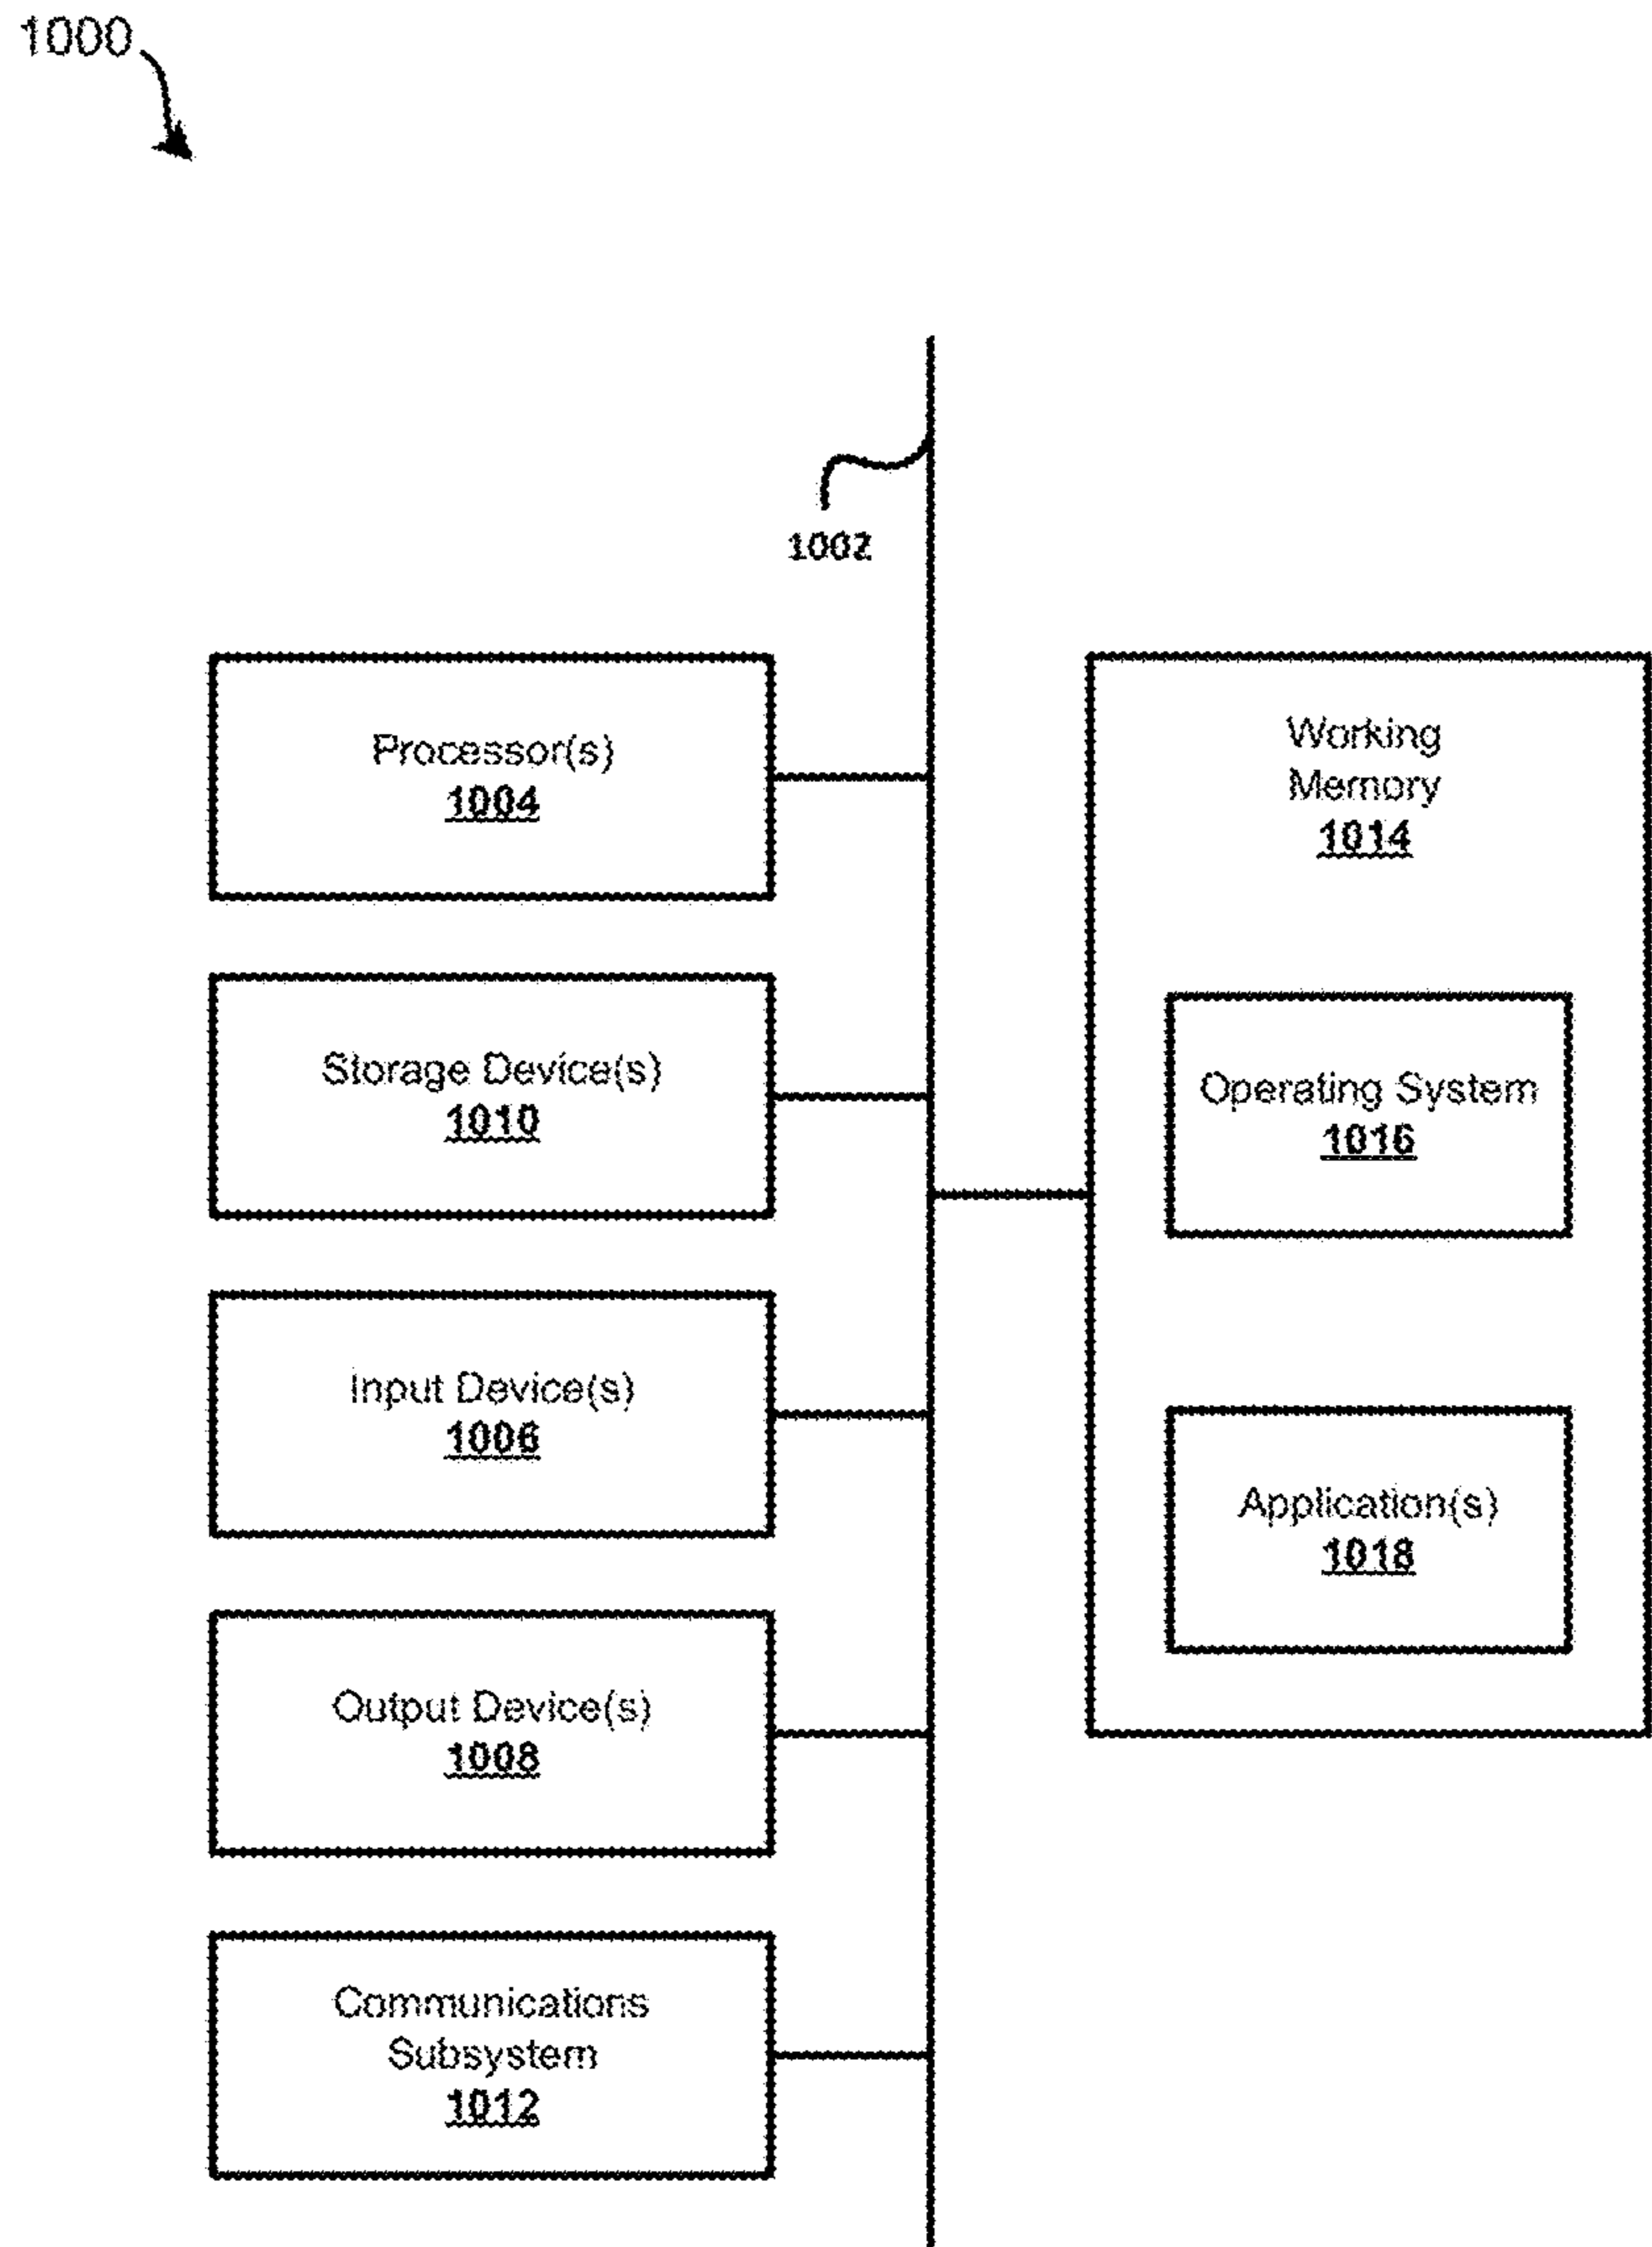 1000
1002
Processor(s)
1004
Storage Device(s)
1010
Input Device(s)
1006
Output Device(s)
1008
Communications
Subsystem
1012
Working
Memory
1014
Operating System
1016
Application(s)
1018